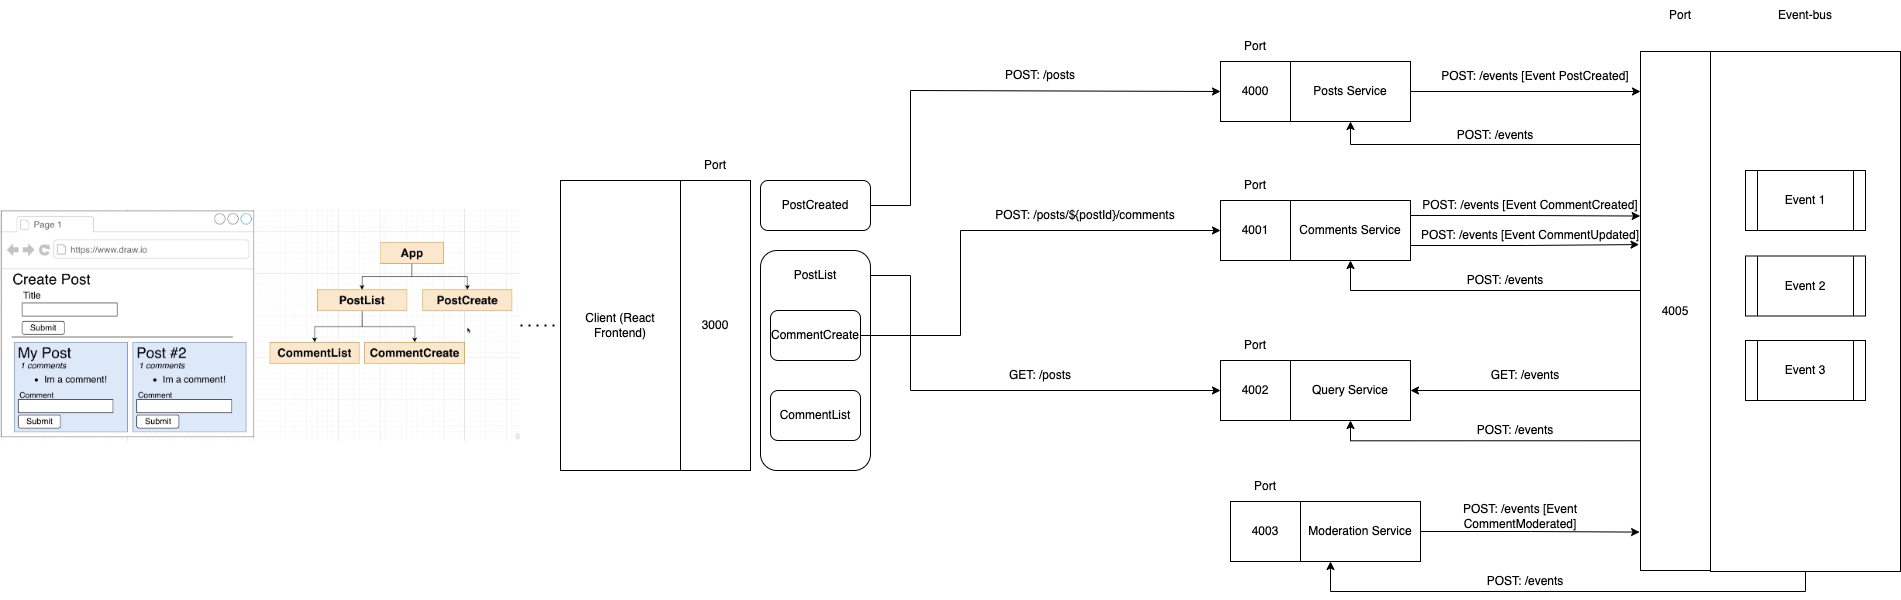 Page 1
https://www.draw.io
Create Post
Title
Submit
My Post
1 comments
• Im a comment!
Comment
Submit
Post #2
1 comments
• Im a comment!
Comment
Submit
App
PostList
PostCreate
CommentList
CommentCreate
Port
Client (React
Frontend)
3000
PostCreated
PostList
CommentCreate
CommentList
POST: /posts
POST: /posts/${postId}/comments
GET: /posts
Port
4000
Posts Service
POST: /events [Event PostCreated]
POST: /events
Port
4001
Comments Service
POST: /events [Event CommentCreated]
POST: /events [Event CommentUpdated]
POST: /events
Port
4002
Query Service
GET: /events
POST: /events
Port
4003
Moderation Service
POST: /events [Event
CommentModerated]
POST: /events
Port
Event-bus
4005
Event 1
Event 2
Event 3